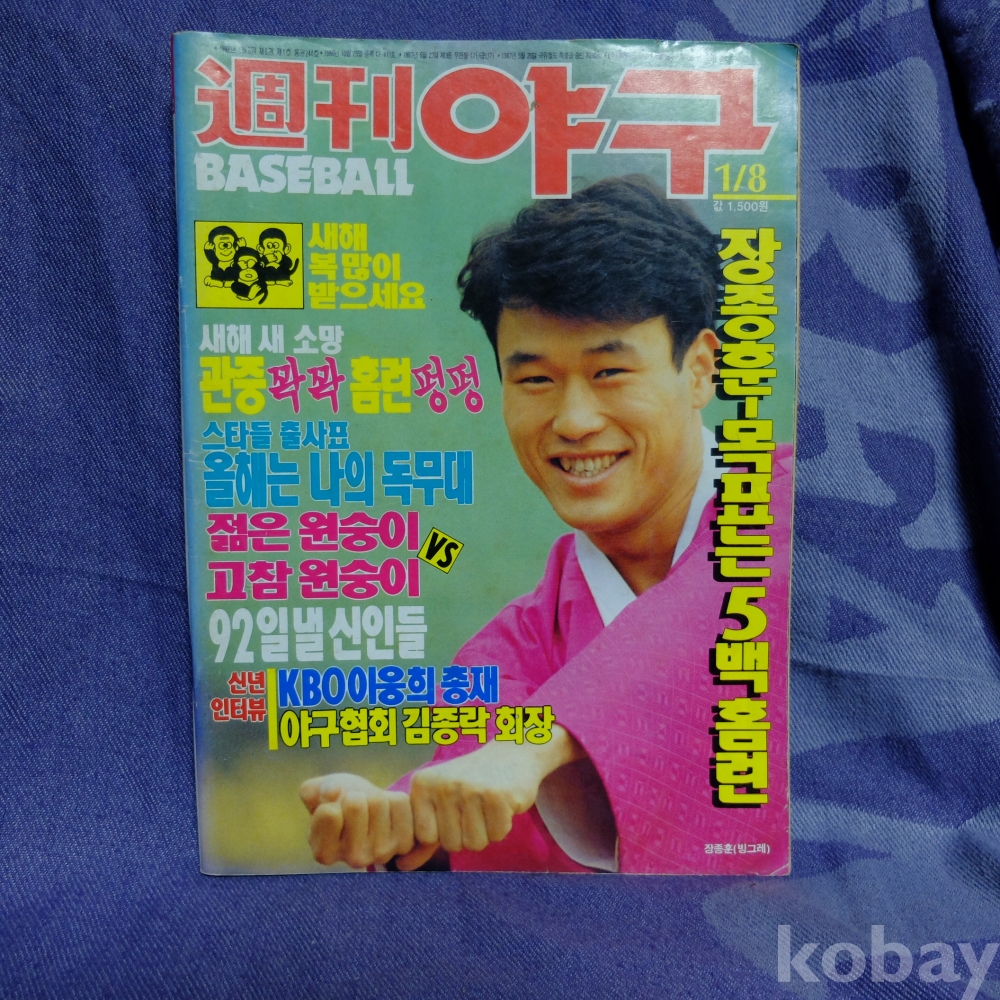 週刊야구
BASEBALL
1/8
값 1,500원
새해
복 많이
받으세요
새해 새 소망
관중꽉꽉 홈런펑펑
스타들 출사표
올해는 나의 독무대
젊은 원숭이
VS
고참 원숭이
92일낼 신인들
신년
인터뷰
KBO이웅희 총재
야구협회 김종락 회장
장종훈-목표는 5백 홈런
장종훈(빙그레)
kobay